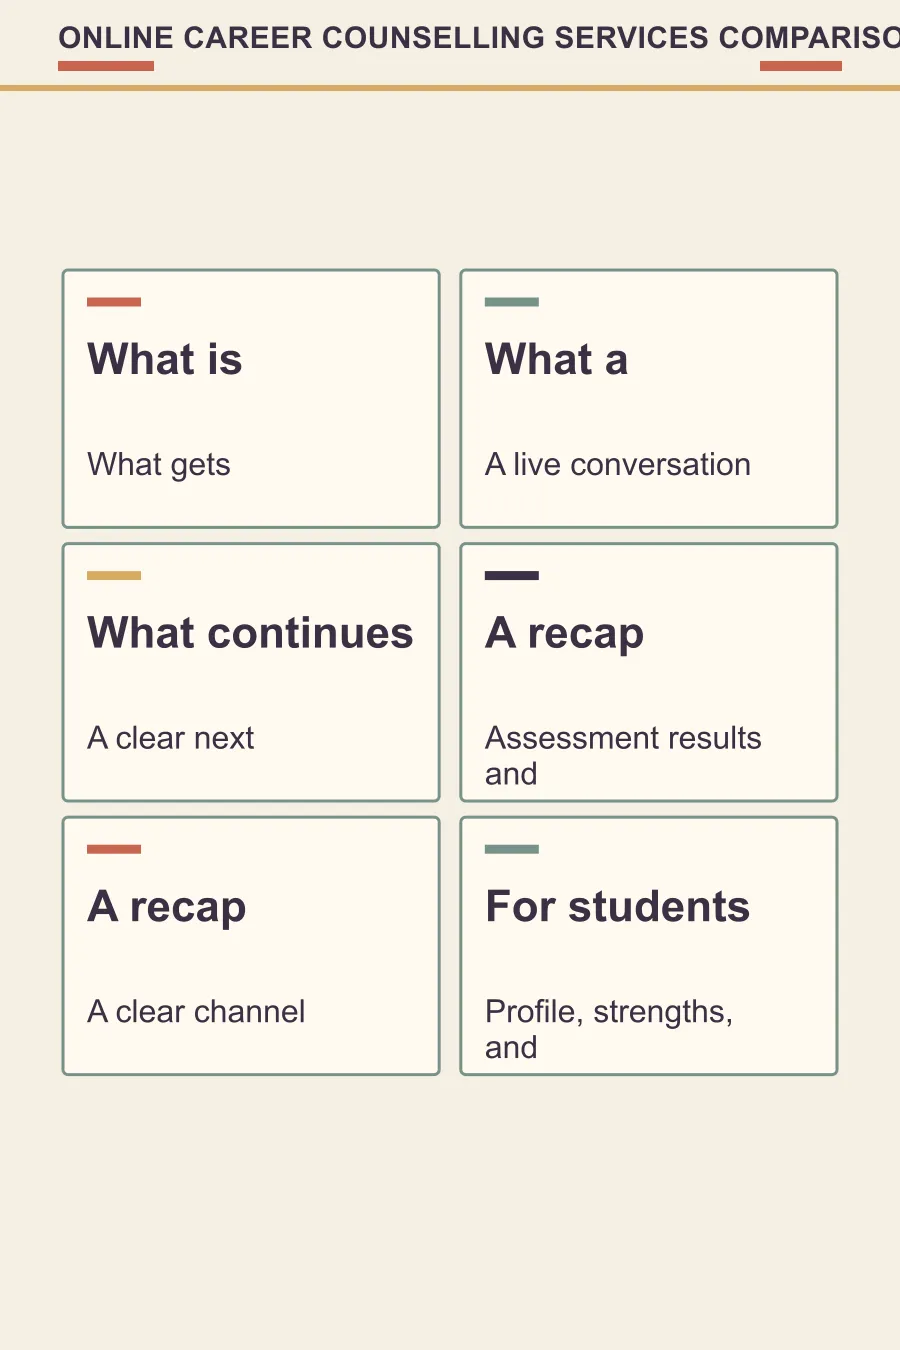 ONLINE CAREER COUNSELLING SERVICES COMPARISO
What is
What gets
What a
A live conversation
What continues
A clear next
A recap
Assessment results
and
A recap
A clear channel
For students
Profile, strengths,
and